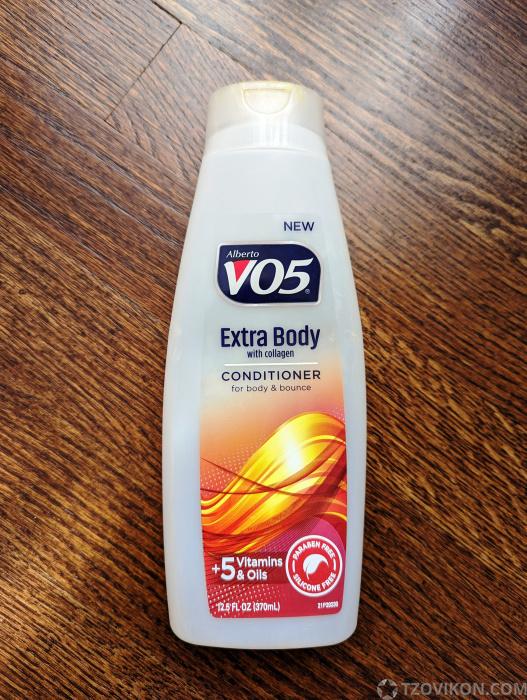 NEW
Alberto
VO5®
Extra Body
with collagen
CONDITIONER
for body & bounce
+5 Vitamins
& Oils
PARABEN FREE
SILICONE FREE
12.5 FL OZ (370mL)
TZOVIKON.COM